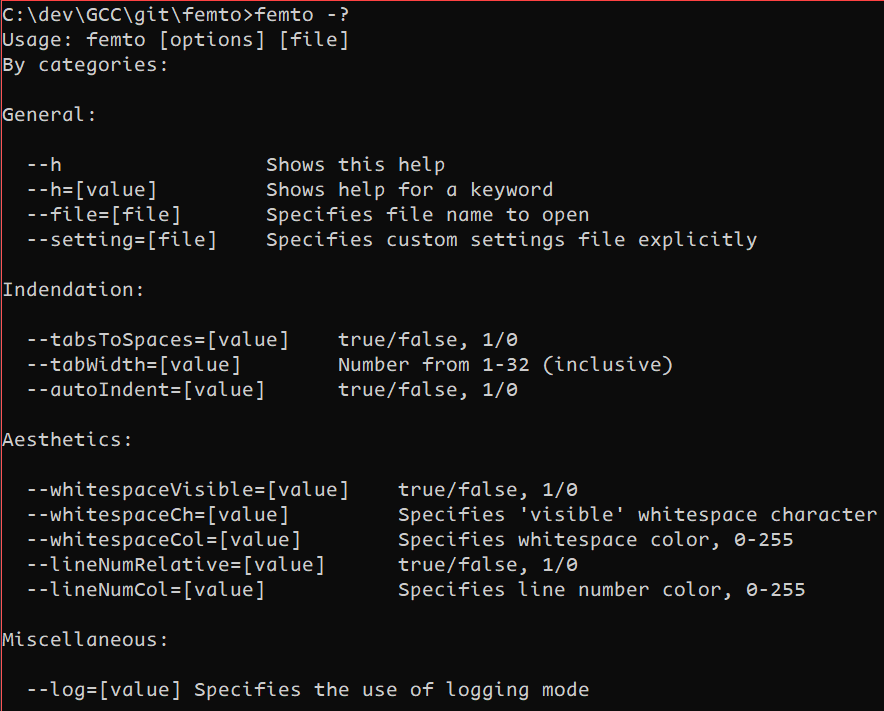 C:\dev\GCC\git\femto>femto -?
Usage: femto [options] [file]
By categories:

General:

  --h                 Shows this help
  --h=[value]         Shows help for a keyword
  --file=[file]       Specifies file name to open
  --setting=[file]    Specifies custom settings file explicitly

Indendation:

  --tabsToSpaces=[value]    true/false, 1/0
  --tabWidth=[value]        Number from 1-32 (inclusive)
  --autoIndent=[value]      true/false, 1/0

Aesthetics:

  --whitespaceVisible=[value]    true/false, 1/0
  --whitespaceCh=[value]         Specifies 'visible' whitespace character
  --whitespaceCol=[value]        Specifies whitespace color, 0-255
  --lineNumRelative=[value]      true/false, 1/0
  --lineNumCol=[value]           Specifies line number color, 0-255

Miscellaneous:

  --log=[value] Specifies the use of logging mode